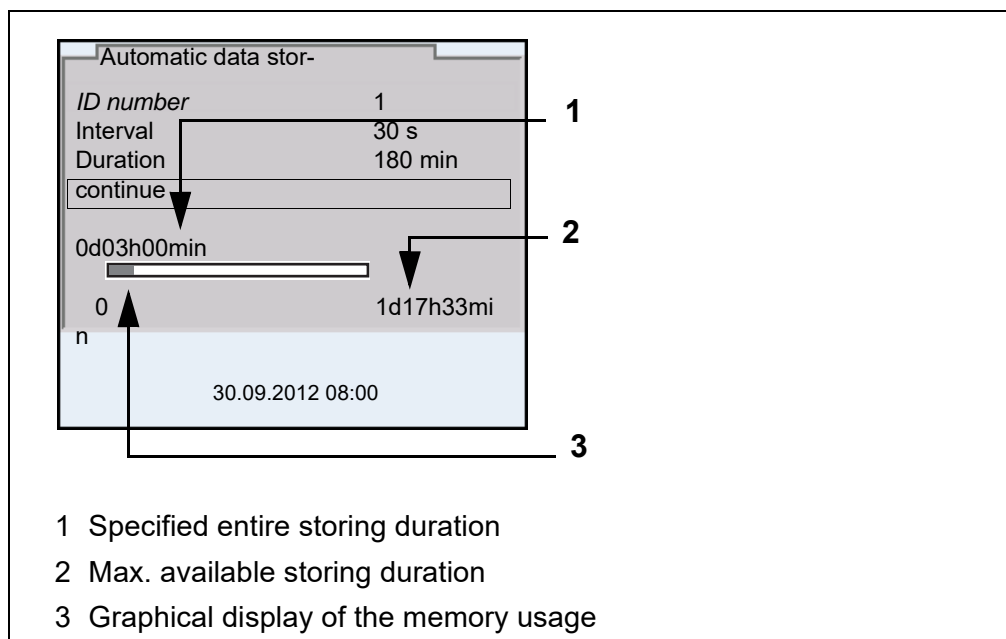 Automatic data stor-
ID number 1
Interval 30 s
Duration 180 min
continue
0d03h00min
0 1d17h33mi
n
30.09.2012 08:00
1
2
3
1 Specified entire storing duration
2 Max. available storing duration
3 Graphical display of the memory usage